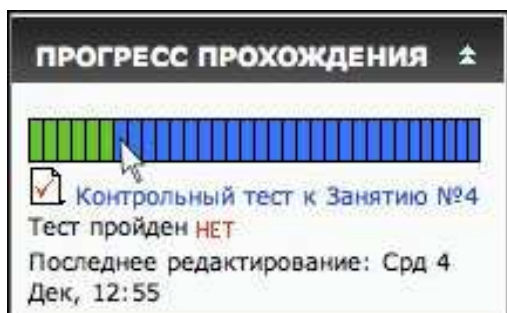 ПРОГРЕСС ПРОХОЖДЕНИЯ
Контрольный тест к Занятию №4
Тест пройден НЕТ
Последнее редактирование: Срд 4
Дек, 12:55